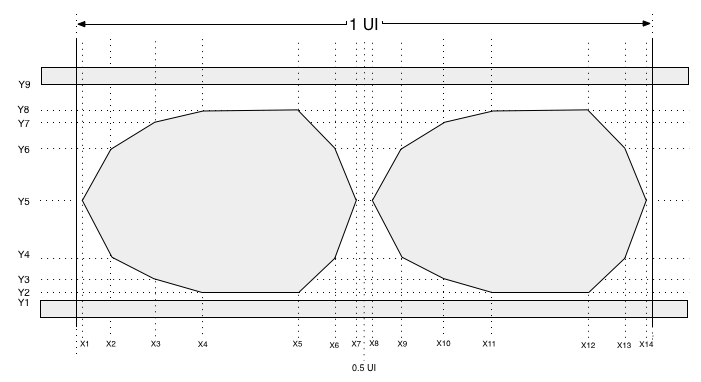 1 UI
Y9
Y8
Y7
Y6
Y5
Y4
Y3
Y2
Y1
X1 X2 X3 X4 X5 X6 X7 X8 X9 X10 X11 X12 X13 X14
0.5 UI